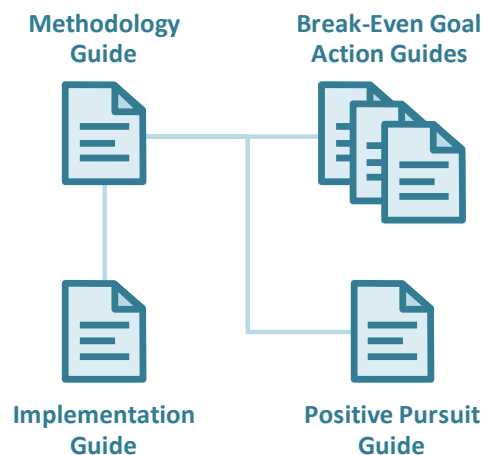 Methodology
Guide
Break-Even Goal
Action Guides
Implementation
Guide
Positive Pursuit
Guide